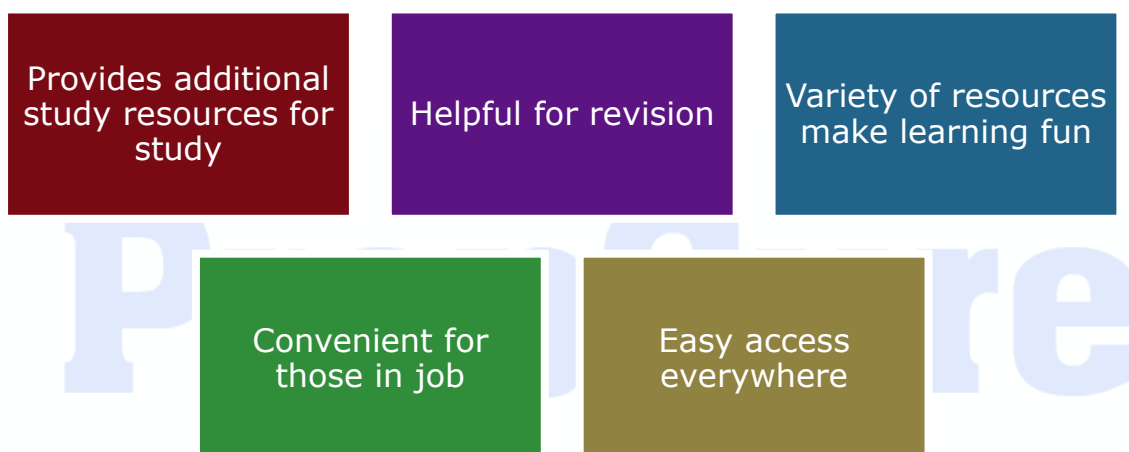 Provides additional
study resources for
study
Helpful for revision
Variety of resources
make learning fun
Convenient for
those in job
Easy access
everywhere